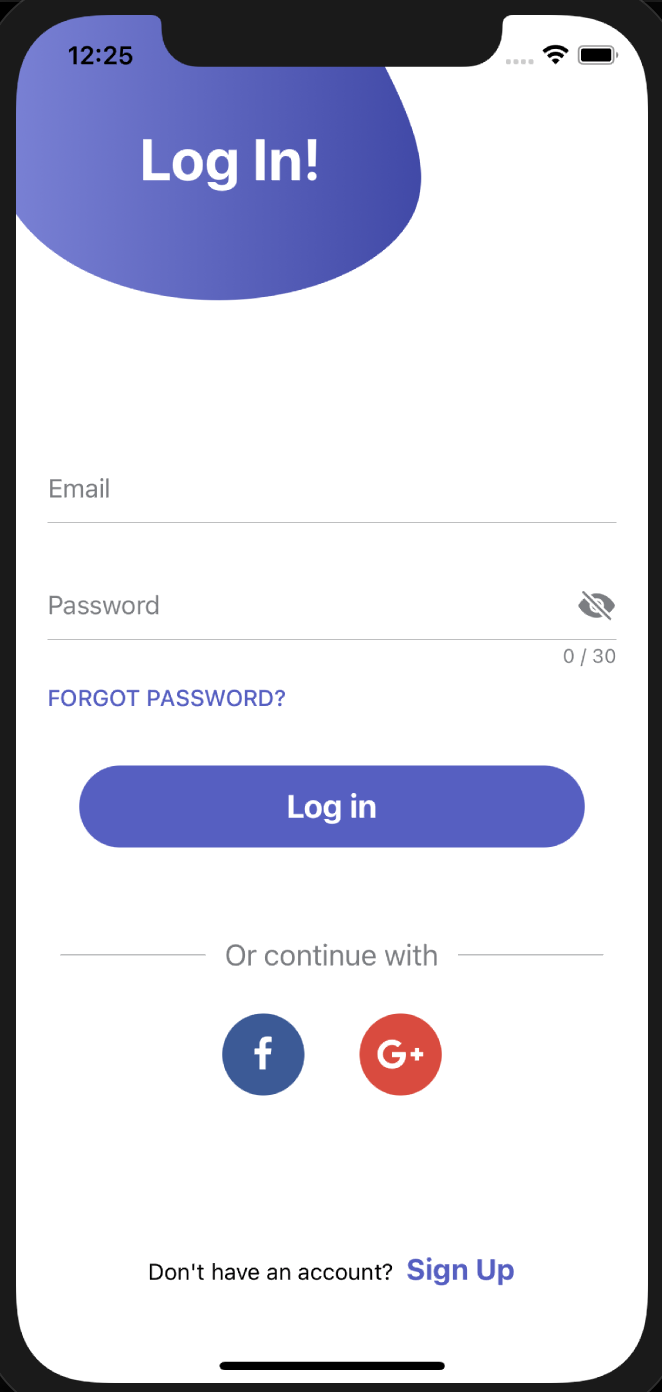 12:25
Log In!
Email
Password
0 / 30
FORGOT PASSWORD?
Log in
Or continue with
f
G+
Don't have an account? Sign Up